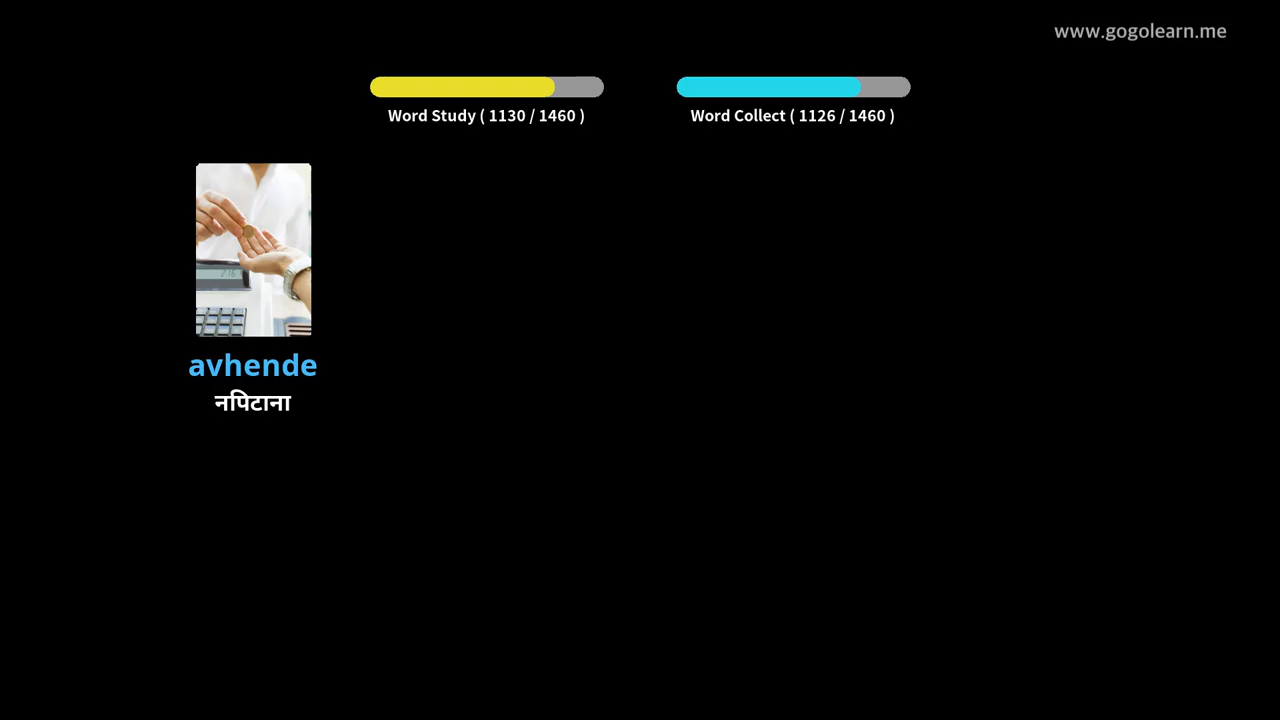 www.gogolearn.me
Word Study ( 1130 / 1460 )
Word Collect ( 1126 / 1460 )
avhende
नपिटाना